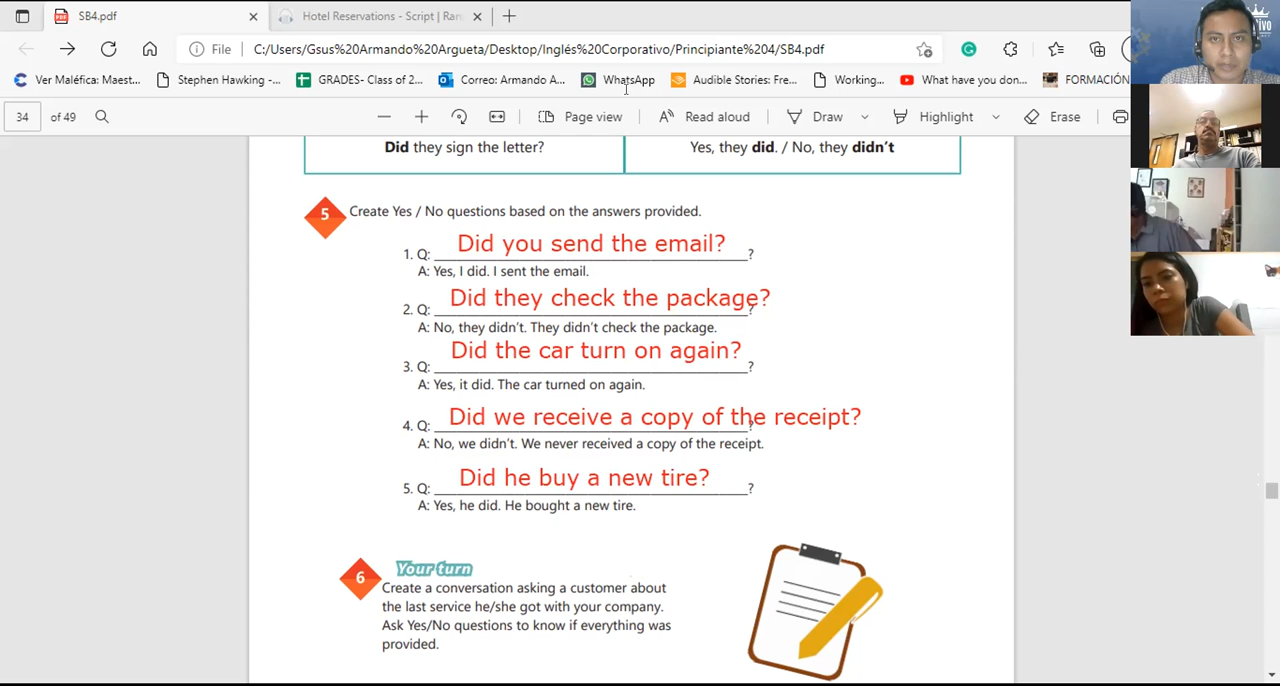 SB4.pdf
Hotel Reservations - Script | Ran
File C:/Users/Gsus%20Armando%20Argueta/Desktop/Inglés%20Corporativo/Principiante%204/SB4.pdf
Ver Maléfica: Maest... Stephen Hawking -... GRADES- Class of 2... Correo: Armando A... WhatsApp Audible Stories: Fre... Working... What have you don... FORMACIÓN
34 of 49 Page view Read aloud Draw Highlight Erase
Did they sign the letter? Yes, they did. / No, they didn't
5 Create Yes / No questions based on the answers provided.
Did you send the email?
1. Q: ?
A: Yes, I did. I sent the email.
Did they check the package?
2. Q: ?
A: No, they didn't. They didn't check the package.
Did the car turn on again?
3. Q: ?
A: Yes, it did. The car turned on again.
Did we receive a copy of the receipt?
4. Q: ?
A: No, we didn't. We never received a copy of the receipt.
Did he buy a new tire?
5. Q: ?
A: Yes, he did. He bought a new tire.
6 Your turn
Create a conversation asking a customer about
the last service he/she got with your company.
Ask Yes/No questions to know if everything was
provided.